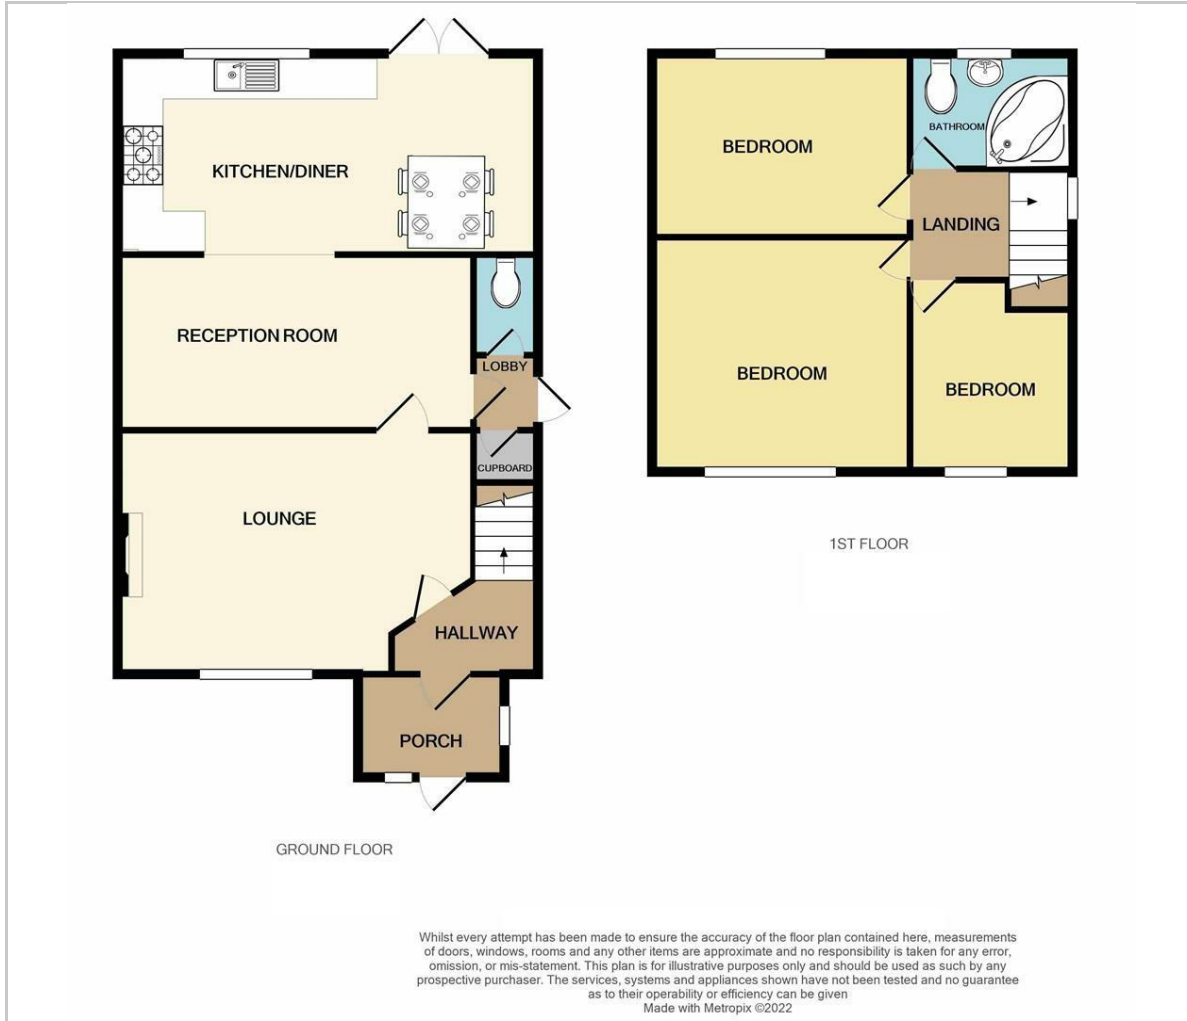 KITCHEN/DINER
RECEPTION ROOM
LOBBY
CUPBOARD
LOUNGE
HALLWAY
PORCH
GROUND FLOOR
BEDROOM
BATHROOM
LANDING
BEDROOM
BEDROOM
1ST FLOOR
Whilst every attempt has been made to ensure the accuracy of the floor plan contained here, measurements
of doors, windows, rooms and any other items are approximate and no responsibility is taken for any error,
omission, or mis-statement. This plan is for illustrative purposes only and should be used as such by any
prospective purchaser. The services, systems and appliances shown have not been tested and no guarantee
as to their operability or efficiency can be given
Made with Metropix ©2022